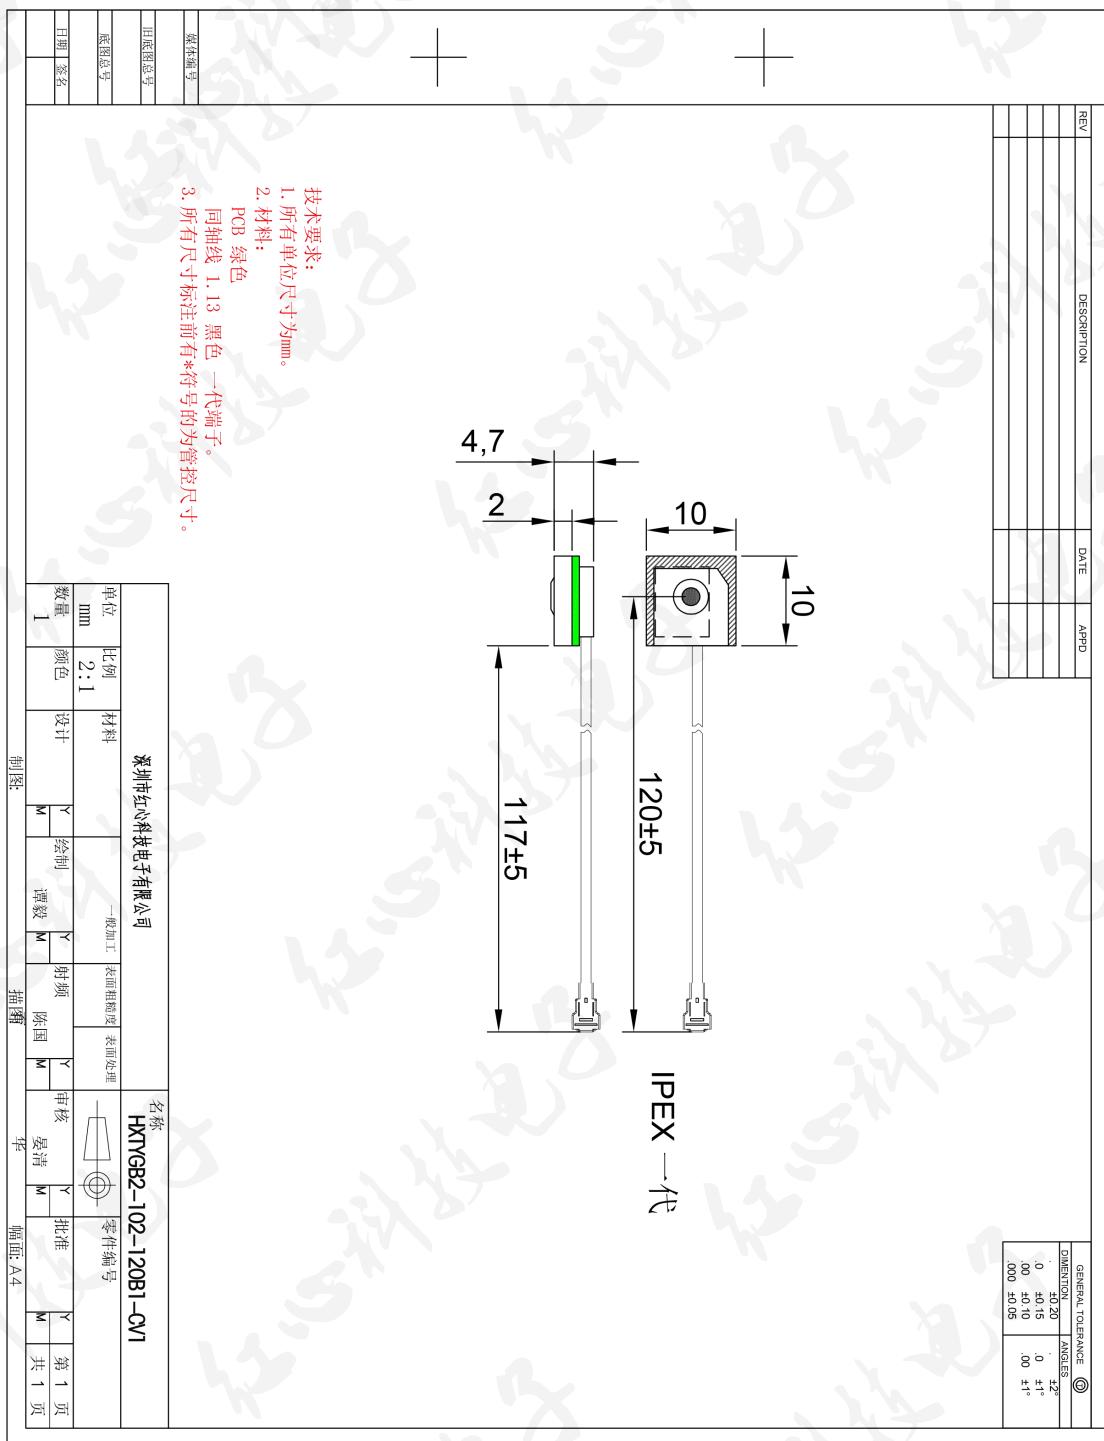 REV
DESCRIPTION
DATE
APPD
GENERAL TOLERANCE
DIMENTION
ANGLES
. ±0.20
.0 ±0.15
.00 ±0.10
.000 ±0.05
. ±2°
.0 ±1°
.00 ±1°
媒体编号
旧底图总号
底图总号
日期
签名
技术要求:
1. 所有单位尺寸为mm。
2. 材料:
PCB 绿色
同轴线 1.13 黑色 一代端子。
3. 所有尺寸标注前有*符号的为管控尺寸。
10
10
120±5
IPEX 一代
4,7
2
117±5
深圳市红心科技电子有限公司
名称
HXTYGB2-102-120B1-CV1
单位
mm
比例
2:1
材料
一般加工
表面粗糙度
表面处理
零件编号
数量
1
颜色
设计
Y
M
绘制
谭毅
Y
M
射频
陈国
Y
M
审核
晏清
华
Y
M
批准
Y
M
第 1 页
共 1 页
制图:
描图:
幅面: A4
红心科技电子